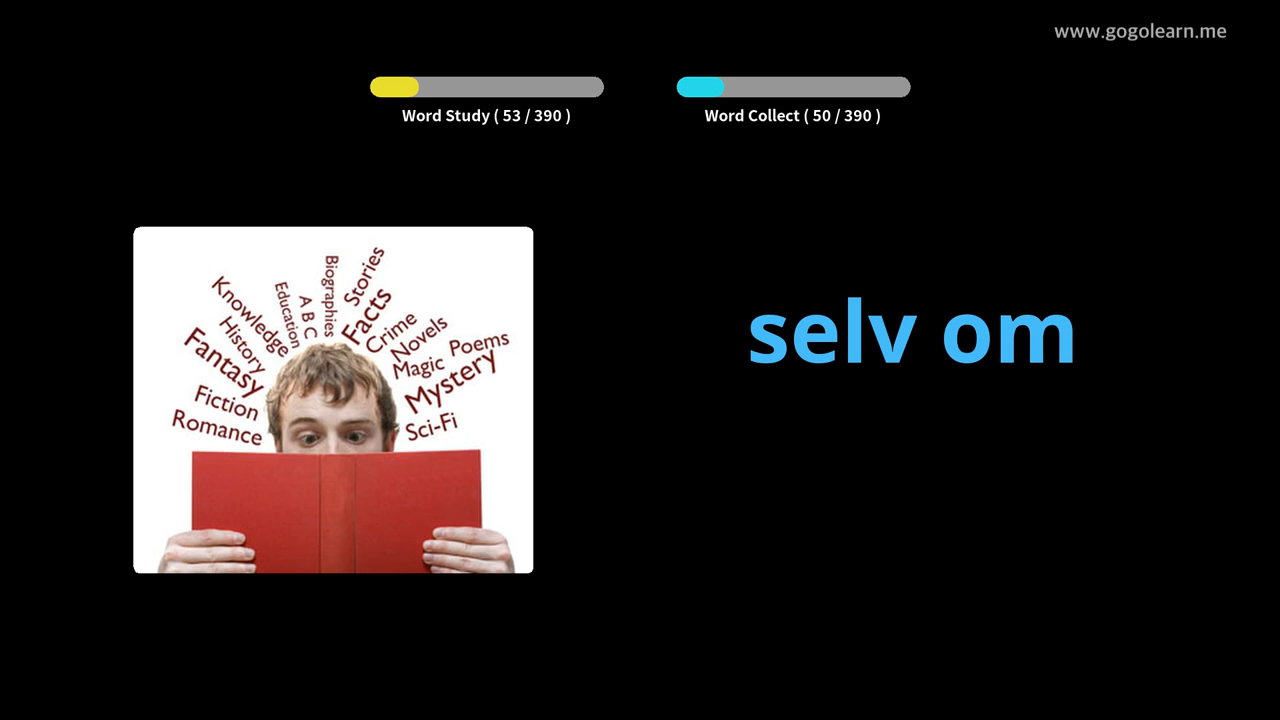 www.gogolearn.me
Word Study ( 53 / 390 )
Word Collect ( 50 / 390 )
selv om
Stories
Biographies
Facts
Education
A B C
Knowledge
Crime
Novels
History
Poems
Fantasy
Magic
Mystery
Fiction
Romance
Sci-Fi